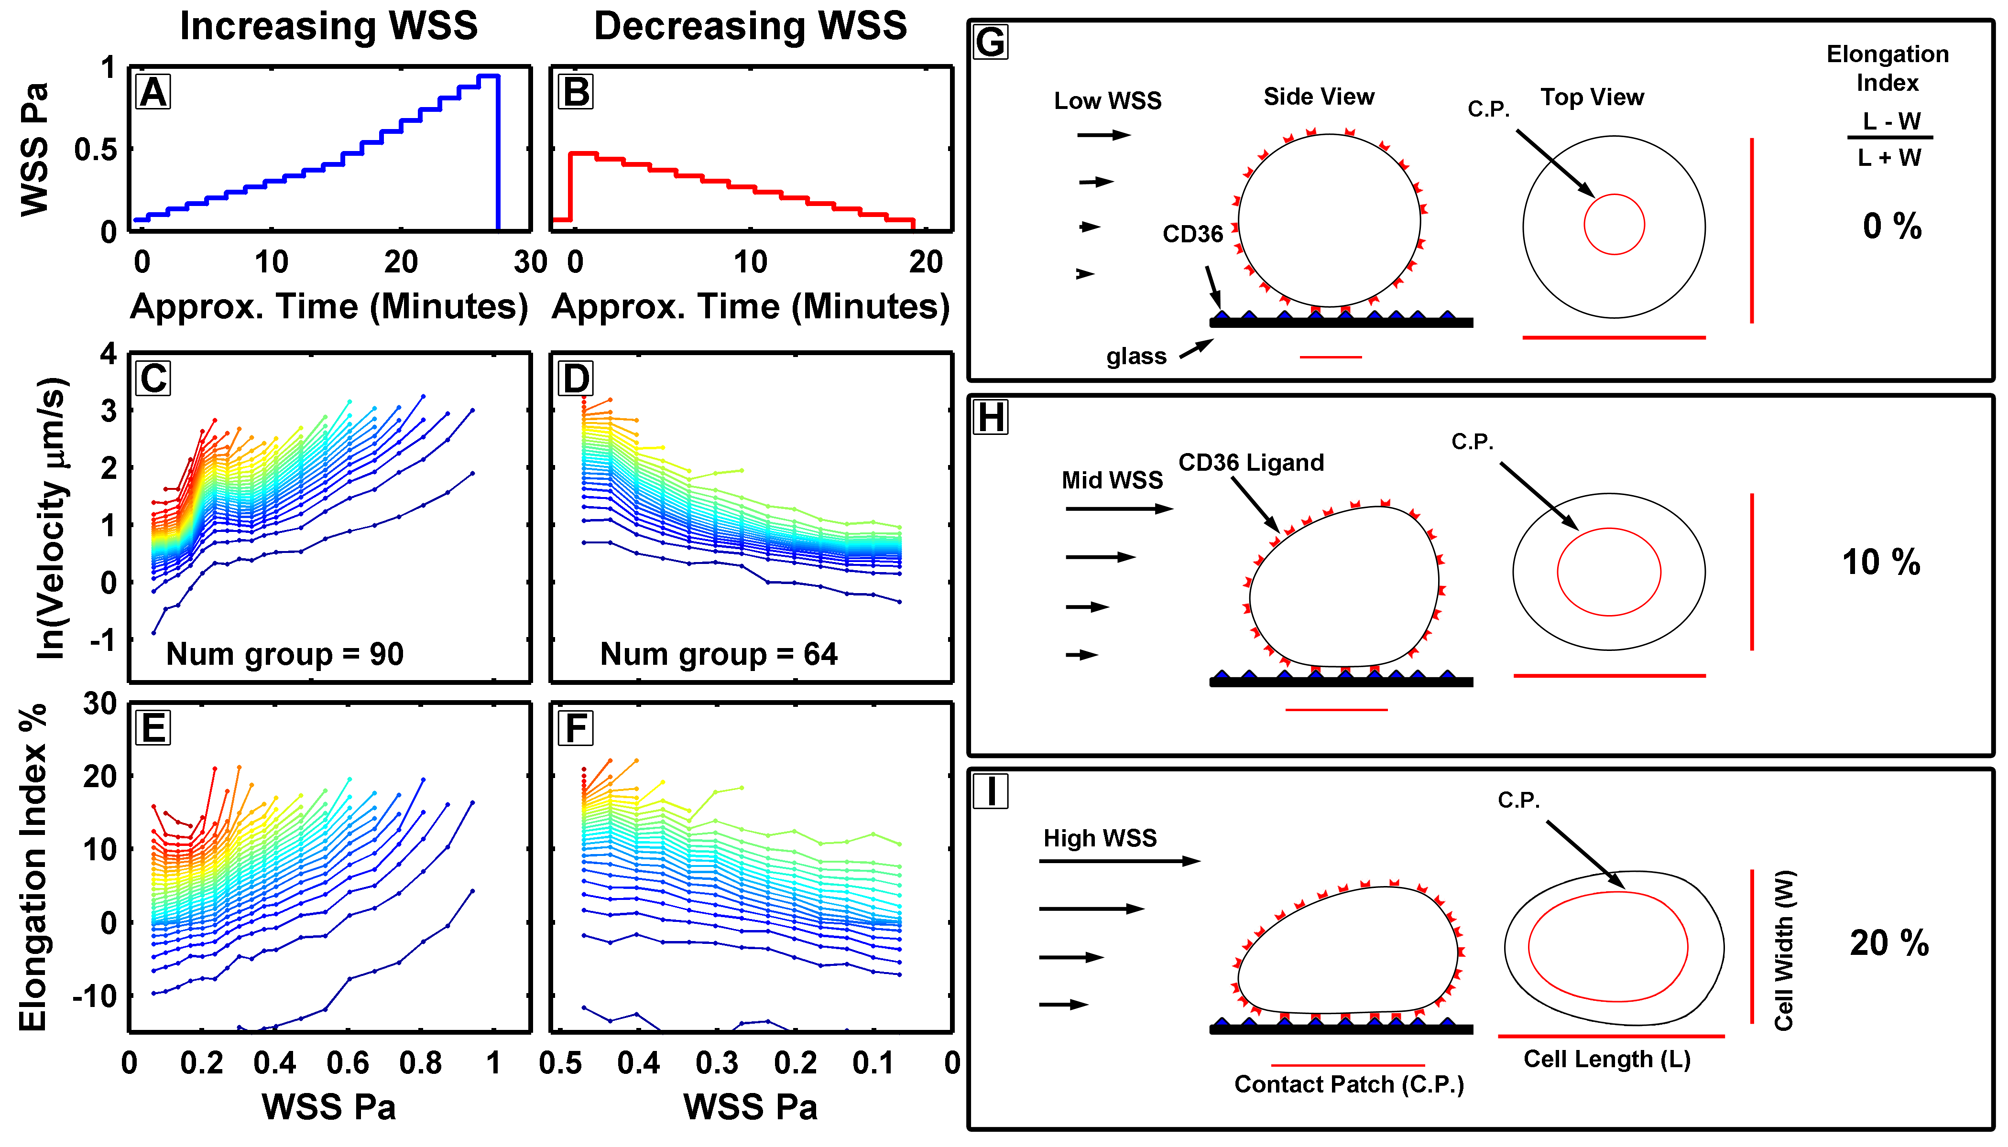 Increasing WSS
Decreasing WSS
A
B
WSS Pa
1
0.5
0
0 10 20 30
0 10 20
Approx. Time (Minutes)
Approx. Time (Minutes)
C
D
ln(Velocity μm/s)
4
3
2
1
0
-1
Num group = 90
Num group = 64
E
F
Elongation Index %
30
20
10
0
-10
0 0.2 0.4 0.6 0.8 1
0.5 0.4 0.3 0.2 0.2 0.1 0.1 0
WSS Pa
WSS Pa
G
Low WSS
Side View
C.P.
Top View
Elongation
Index
L - W
L + W
0 %
CD36
glass
H
Mid WSS
CD36 Ligand
C.P.
10 %
I
High WSS
C.P.
20 %
Cell Width (W)
Cell Length (L)
Contact Patch (C.P.)